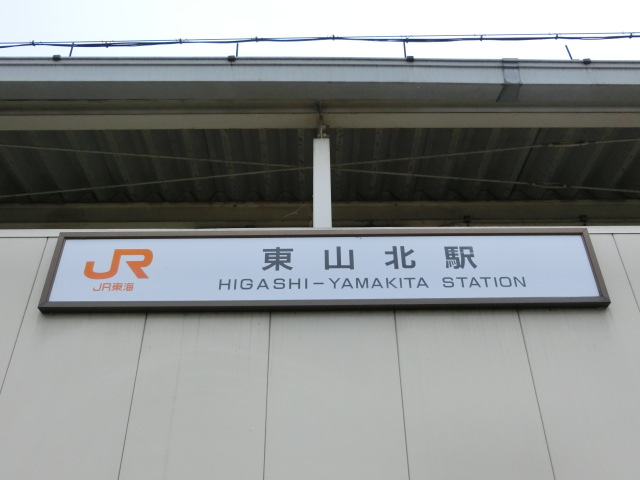 JR
JR東海
東山北駅
HIGASHI-YAMAKITA STATION